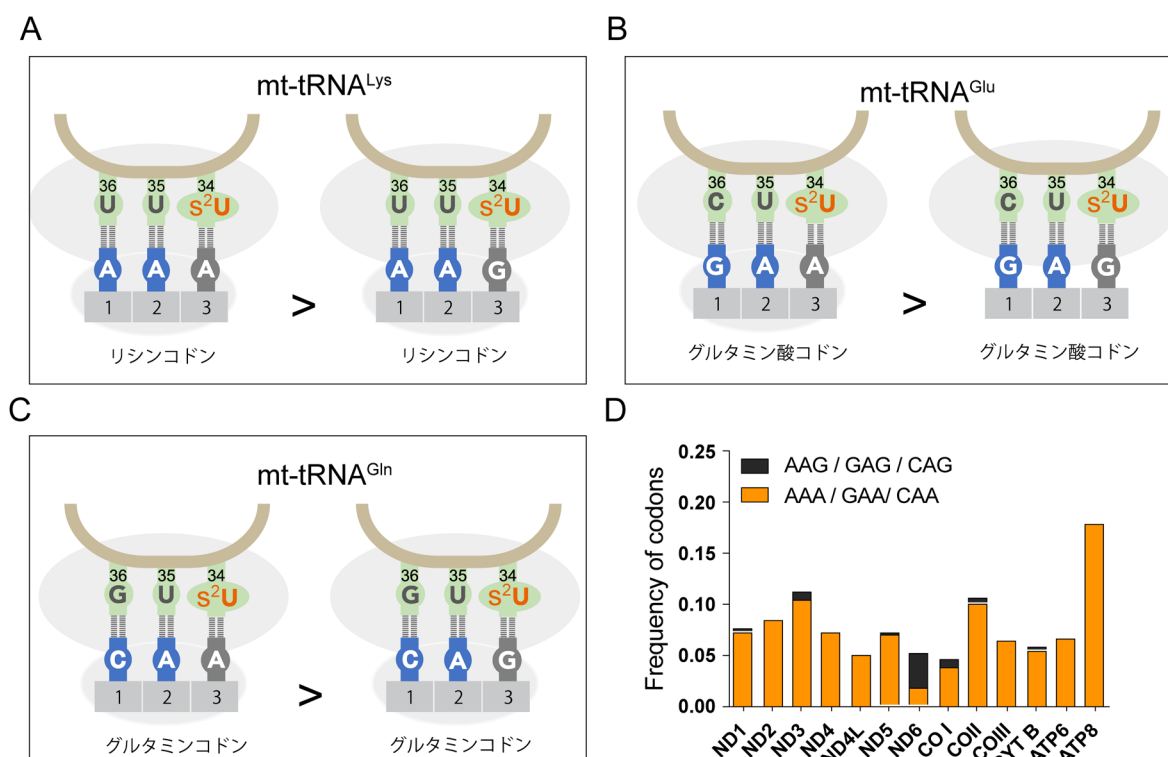 A
mt-tRNALys
36 35 34
U U S2U
A A A
1 2 3
リシンコドン
>
36 35 34
U U S2U
A A G
1 2 3
リシンコドン
B
mt-tRNAGlu
36 35 34
C U S2U
G A A
1 2 3
グルタミン酸コドン
>
36 35 34
C U S2U
G A G
1 2 3
グルタミン酸コドン
C
mt-tRNAGln
36 35 34
G U S2U
C A A
1 2 3
グルタミンコドン
>
36 35 34
G U S2U
C A G
1 2 3
グルタミンコドン
D
Frequency of codons
0.25
0.20
0.15
0.10
0.05
0.00
AAG / GAG / CAG
AAA / GAA/ CAA
ND1
ND2
ND3
ND4
ND4L
ND5
ND6
CO I
COII
COIII
CYT B
ATP6
ATP8